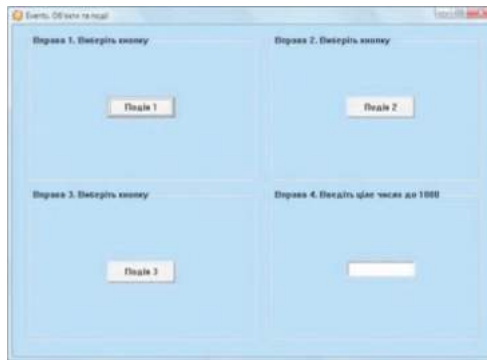 Events. Об'єкти та події
Вправа 1. Виберіть кнопку
Вправа 2. Виберіть кнопку
Подія 1
Подія 2
Вправа 3. Виберіть кнопку
Вправа 4. Введіть ціле число до 1000
Подія 3